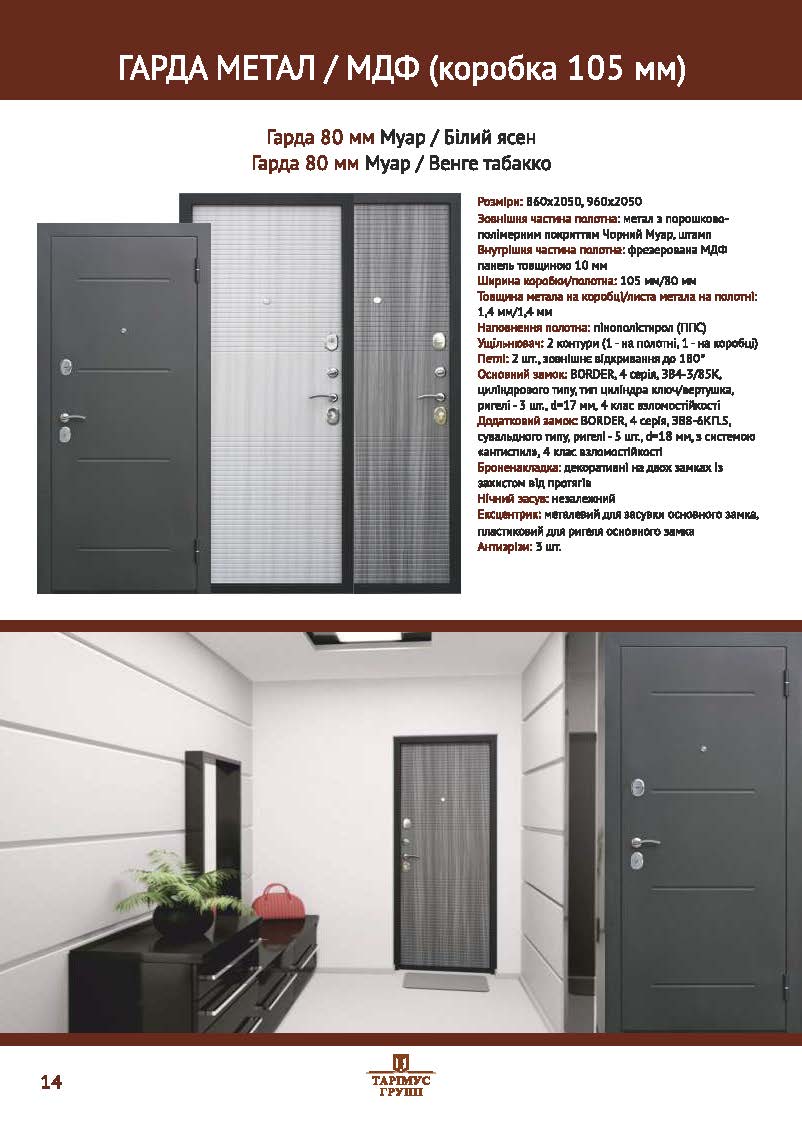 ГАРДА МЕТАЛ / МДФ (коробка 105 мм)
Гарда 80 мм Муар / Білий ясен
Гарда 80 мм Муар / Венге табакко
Розміри: 860х2050, 960х2050
Зовнішня частина полотна: метал з порошково-
полімерним покриттям Чорний Муар, штамп
Внутрішня частина полотна: фрезерована МДФ
панель товщиною 10 мм
Ширина коробки/полотна: 105 мм/80 мм
Товщина метала на коробці/листа метала на полотні:
1,4 мм/1,4 мм
Наповнення полотна: пінополістирол (ППС)
Ущільнювач: 2 контури (1 - на полотні, 1 - на коробці)
Петлі: 2 шт., зовнішнє відкривання до 180°
Основний замок: BORDER, 4 серія, ЗВ4-3/85К,
циліндрового типу, тип циліндра ключ/вертушка,
ригелі - 3 шт., d=17 мм, 4 клас взломостійкості
Додатковий замок: BORDER, 4 серія, ЗВ8-6КП.5,
сувальдного типу, ригелі - 5 шт., d=18 мм, з системою
«антиспил», 4 клас взломостійкості
Броненакладка: декоративні на двох замках із
захистом від протягів
Нічний засув: незалежний
Ексцентрик: металевий для засувки основного замка,
пластиковий для ригеля основного замка
Антизрізи: 3 шт.
14
ТАРІМУС
ГРУПП